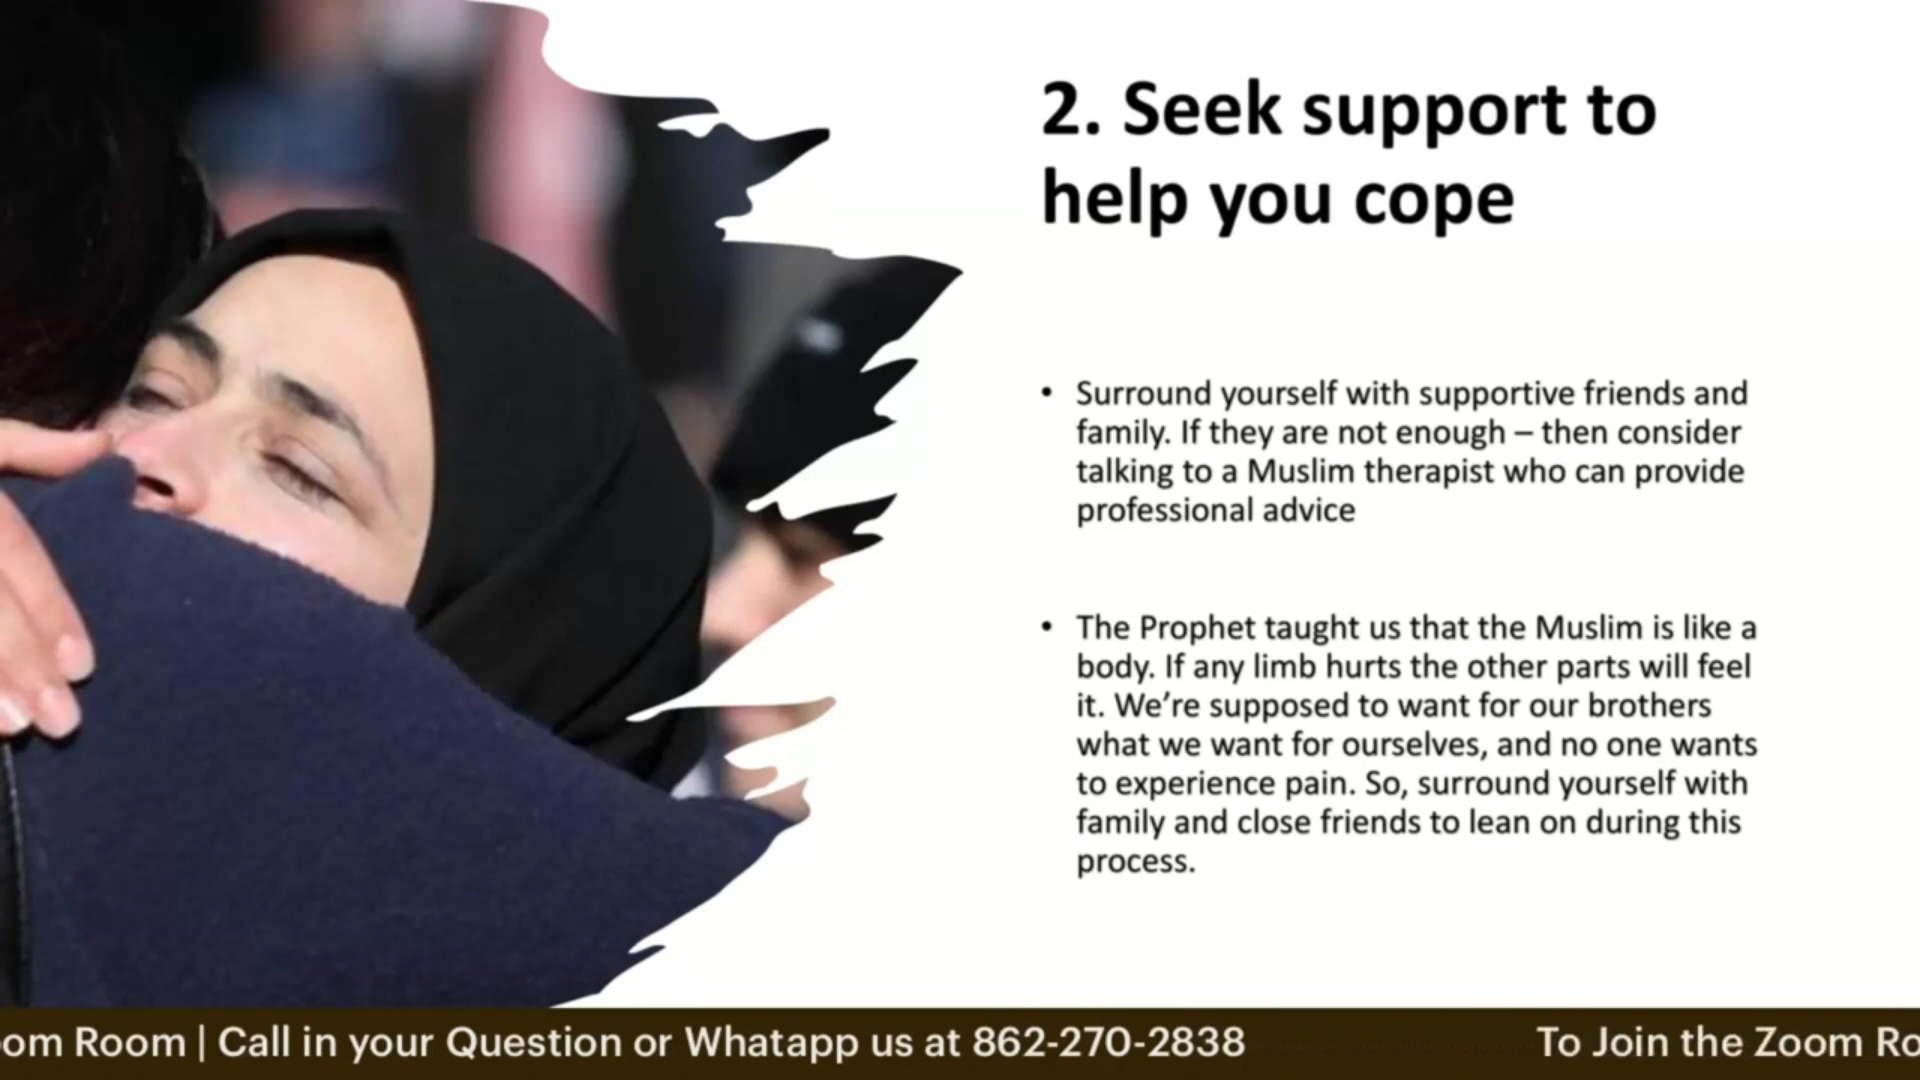 2. Seek support to
help you cope
• Surround yourself with supportive friends and
family. If they are not enough – then consider
talking to a Muslim therapist who can provide
professional advice
• The Prophet taught us that the Muslim is like a
body. If any limb hurts the other parts will feel
it. We’re supposed to want for our brothers
what we want for ourselves, and no one wants
to experience pain. So, surround yourself with
family and close friends to lean on during this
process.
oom Room | Call in your Question or Whatapp us at 862-270-2838 To Join the Zoom Ro